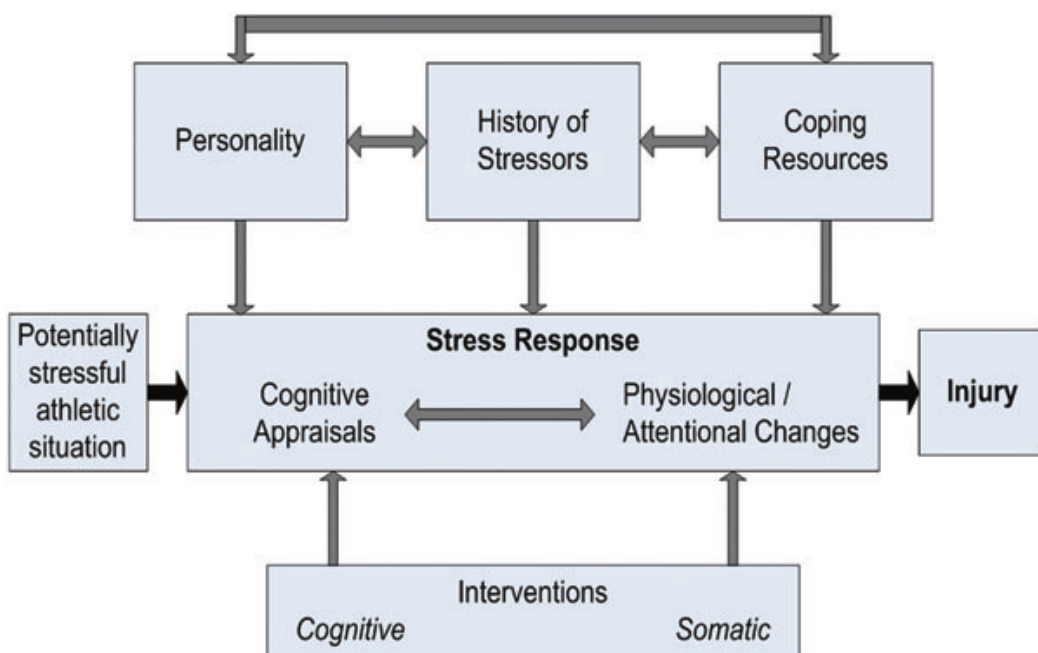 Personality
History of
Stressors
Coping
Resources
Potentially
stressful
athletic
situation
Stress Response
Cognitive
Appraisals
Physiological /
Attentional Changes
Injury
Interventions
Cognitive
Somatic